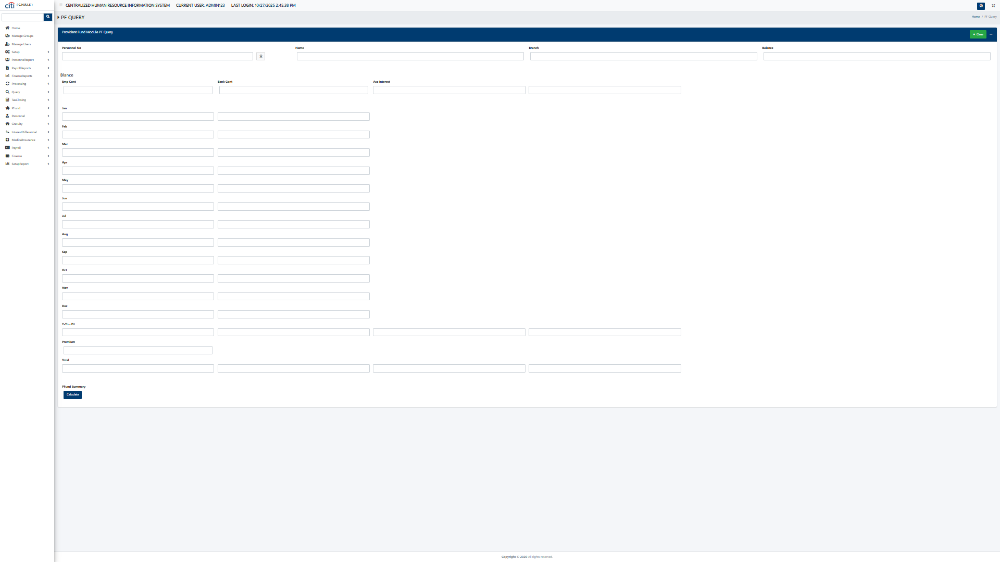 citi ( C.H.R.I.S )
CENTRALIZED HUMAN RESOURCE INFORMATION SYSTEM CURRENT USER: ADMIN123 LAST LOGIN: 10/27/2025 2:45:38 PM
PF QUERY
Home / PF Query
Home
Manage Groups
Manage Users
Setup
PersonnelReport
PayrollReports
FinanceReports
Processing
Query
TaxClosing
PFund
Personnel
Gratuity
InterestDifferential
MedicalInsurance
Payroll
Finance
SetupReport
Provident Fund Module PF Query
+ Clear
Personnel No Name Branch Balance
Blance
Emp Cont Bank Cont Acc Interest
Jan
Feb
Mar
Apr
May
Jun
Jul
Aug
Sep
Oct
Nov
Dec
Y-To - Dt
Premium
Total
PFund Summary
Calculate
Copyright © 2020 All rights reserved.